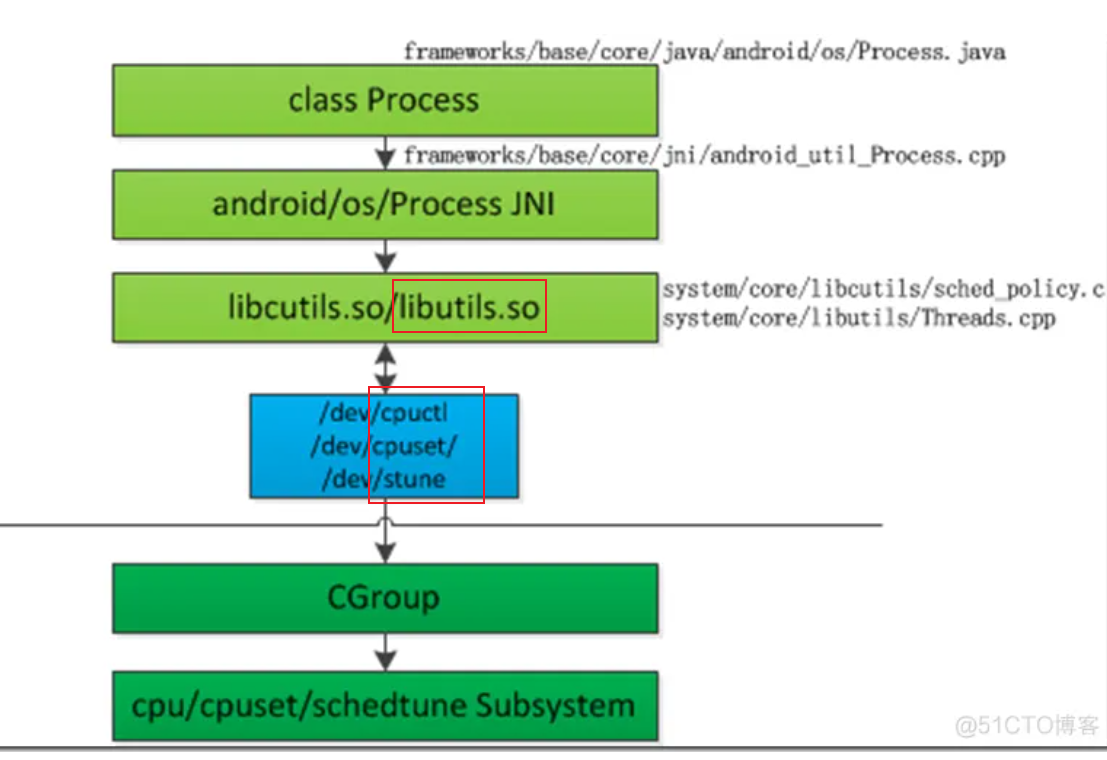 frameworks/base/core/java/android/os/Process.java
class Process
frameworks/base/core/jni/android_util_Process.cpp
android/os/Process JNI
libcutils.so/libutils.so
system/core/libcutils/sched_policy.c
system/core/libutils/Threads.cpp
/dev/cpuctl
/dev/cpuset/
/dev/stune
CGroup
cpu/cpuset/schedtune Subsystem
@51CTO博客